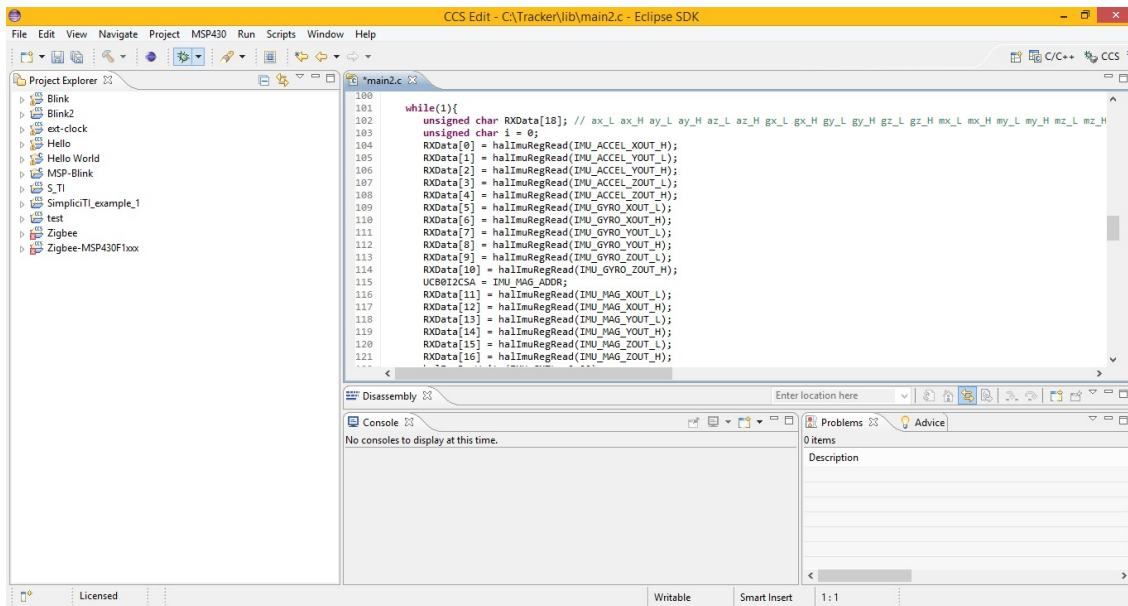 CCS Edit - C:\Tracker\lib\main2.c - Eclipse SDK
File Edit View Navigate Project MSP430 Run Scripts Window Help
C/C++ CCS
Project Explorer
Blink
Blink2
ext-clock
Hello
Hello World
MSP-Blink
S_TI
SimpliciTI_example_1
test
Zigbee
Zigbee-MSP430F1xxx
*main2.c
100
101 while(1){
102 unsigned char RXData[18]; // ax_L ax_H ay_L ay_H az_L az_H gx_L gx_H gy_L gy_H gz_L gz_H mx_L mx_H my_L my_H mz_L mz_H
103 unsigned char i = 0;
104 RXData[0] = halImuRegRead(IMU_ACCEL_XOUT_H);
105 RXData[1] = halImuRegRead(IMU_ACCEL_YOUT_L);
106 RXData[2] = halImuRegRead(IMU_ACCEL_YOUT_H);
107 RXData[3] = halImuRegRead(IMU_ACCEL_ZOUT_L);
108 RXData[4] = halImuRegRead(IMU_ACCEL_ZOUT_H);
109 RXData[5] = halImuRegRead(IMU_GYRO_XOUT_L);
110 RXData[6] = halImuRegRead(IMU_GYRO_XOUT_H);
111 RXData[7] = halImuRegRead(IMU_GYRO_YOUT_L);
112 RXData[8] = halImuRegRead(IMU_GYRO_YOUT_H);
113 RXData[9] = halImuRegRead(IMU_GYRO_ZOUT_L);
114 RXData[10] = halImuRegRead(IMU_GYRO_ZOUT_H);
115 UCB0I2CSA = IMU_MAG_ADDR;
116 RXData[11] = halImuRegRead(IMU_MAG_XOUT_L);
117 RXData[12] = halImuRegRead(IMU_MAG_XOUT_H);
118 RXData[13] = halImuRegRead(IMU_MAG_YOUT_L);
119 RXData[14] = halImuRegRead(IMU_MAG_YOUT_H);
120 RXData[15] = halImuRegRead(IMU_MAG_ZOUT_L);
121 RXData[16] = halImuRegRead(IMU_MAG_ZOUT_H);
Disassembly
Enter location here
Console
No consoles to display at this time.
Problems Advice
0 items
Description
Licensed Writable Smart Insert 1 : 1